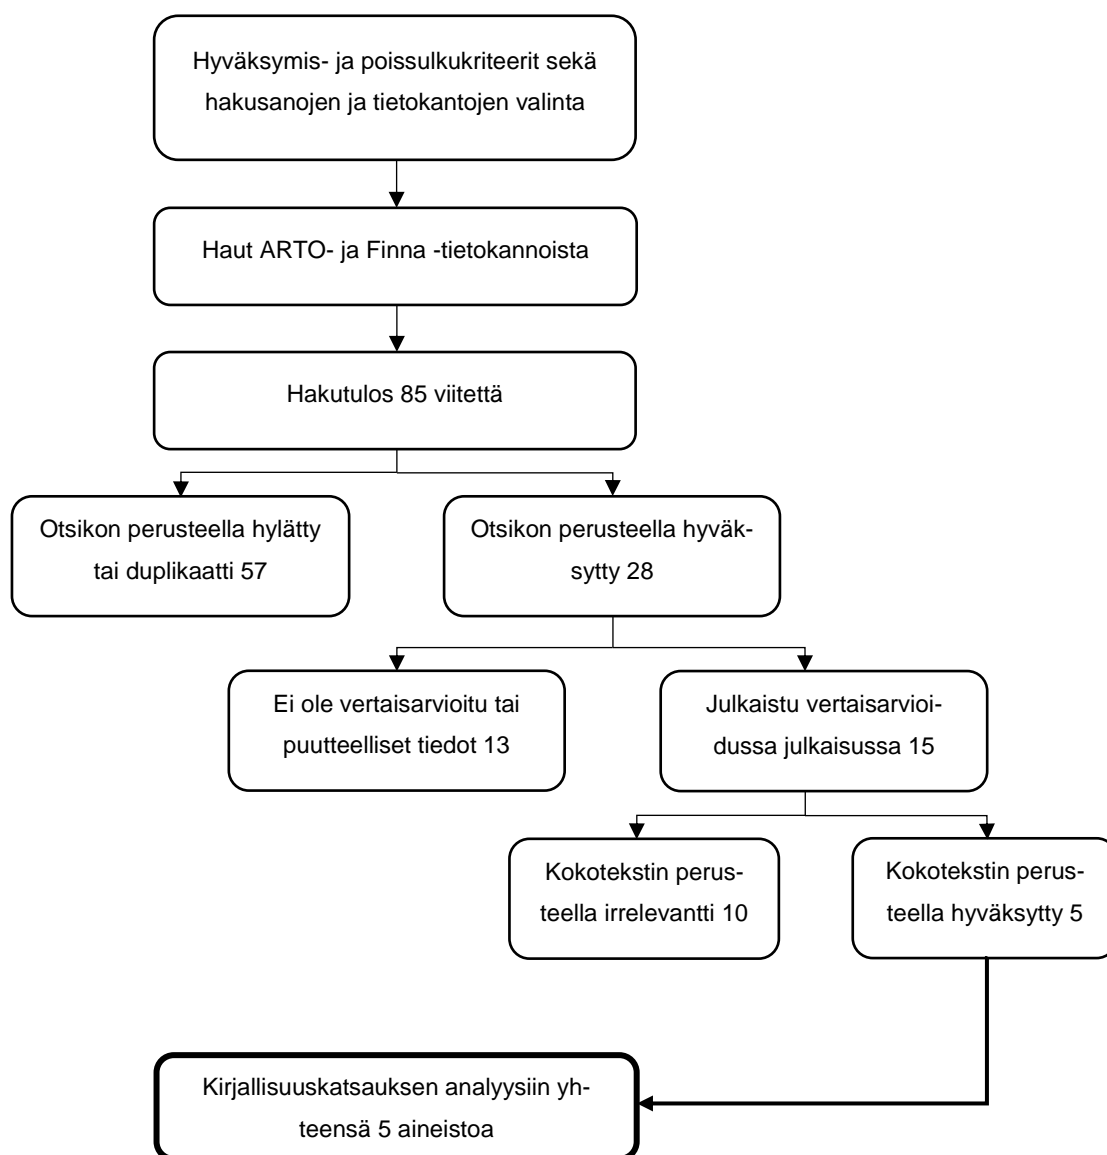 Hyväksymis- ja poissulkukriteerit sekä
hakusanojen ja tietokantojen valinta
Haut ARTO- ja Finna -tietokannoista
Hakutulos 85 viitettä
Otsikon perusteella hylätty
tai duplikaatti 57
Otsikon perusteella hyväk-
sytty 28
Ei ole vertaisarvioitu tai
puutteelliset tiedot 13
Julkaistu vertaisarvioi-
dussa julkaisussa 15
Kokotekstin perus-
teella irrelevantti 10
Kokotekstin perus-
teella hyväksytty 5
Kirjallisuuskatsauksen analyysiin yh-
teensä 5 aineistoa